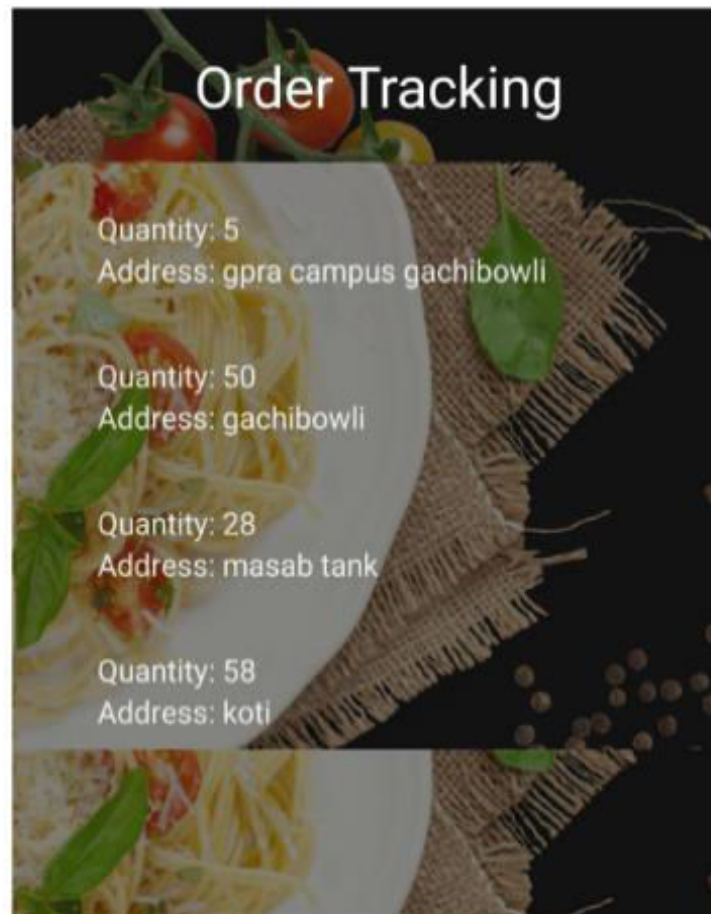 Order Tracking
Quantity: 5
Address: gpra campus gachibowli
Quantity: 50
Address: gachibowli
Quantity: 28
Address: masab tank
Quantity: 58
Address: koti